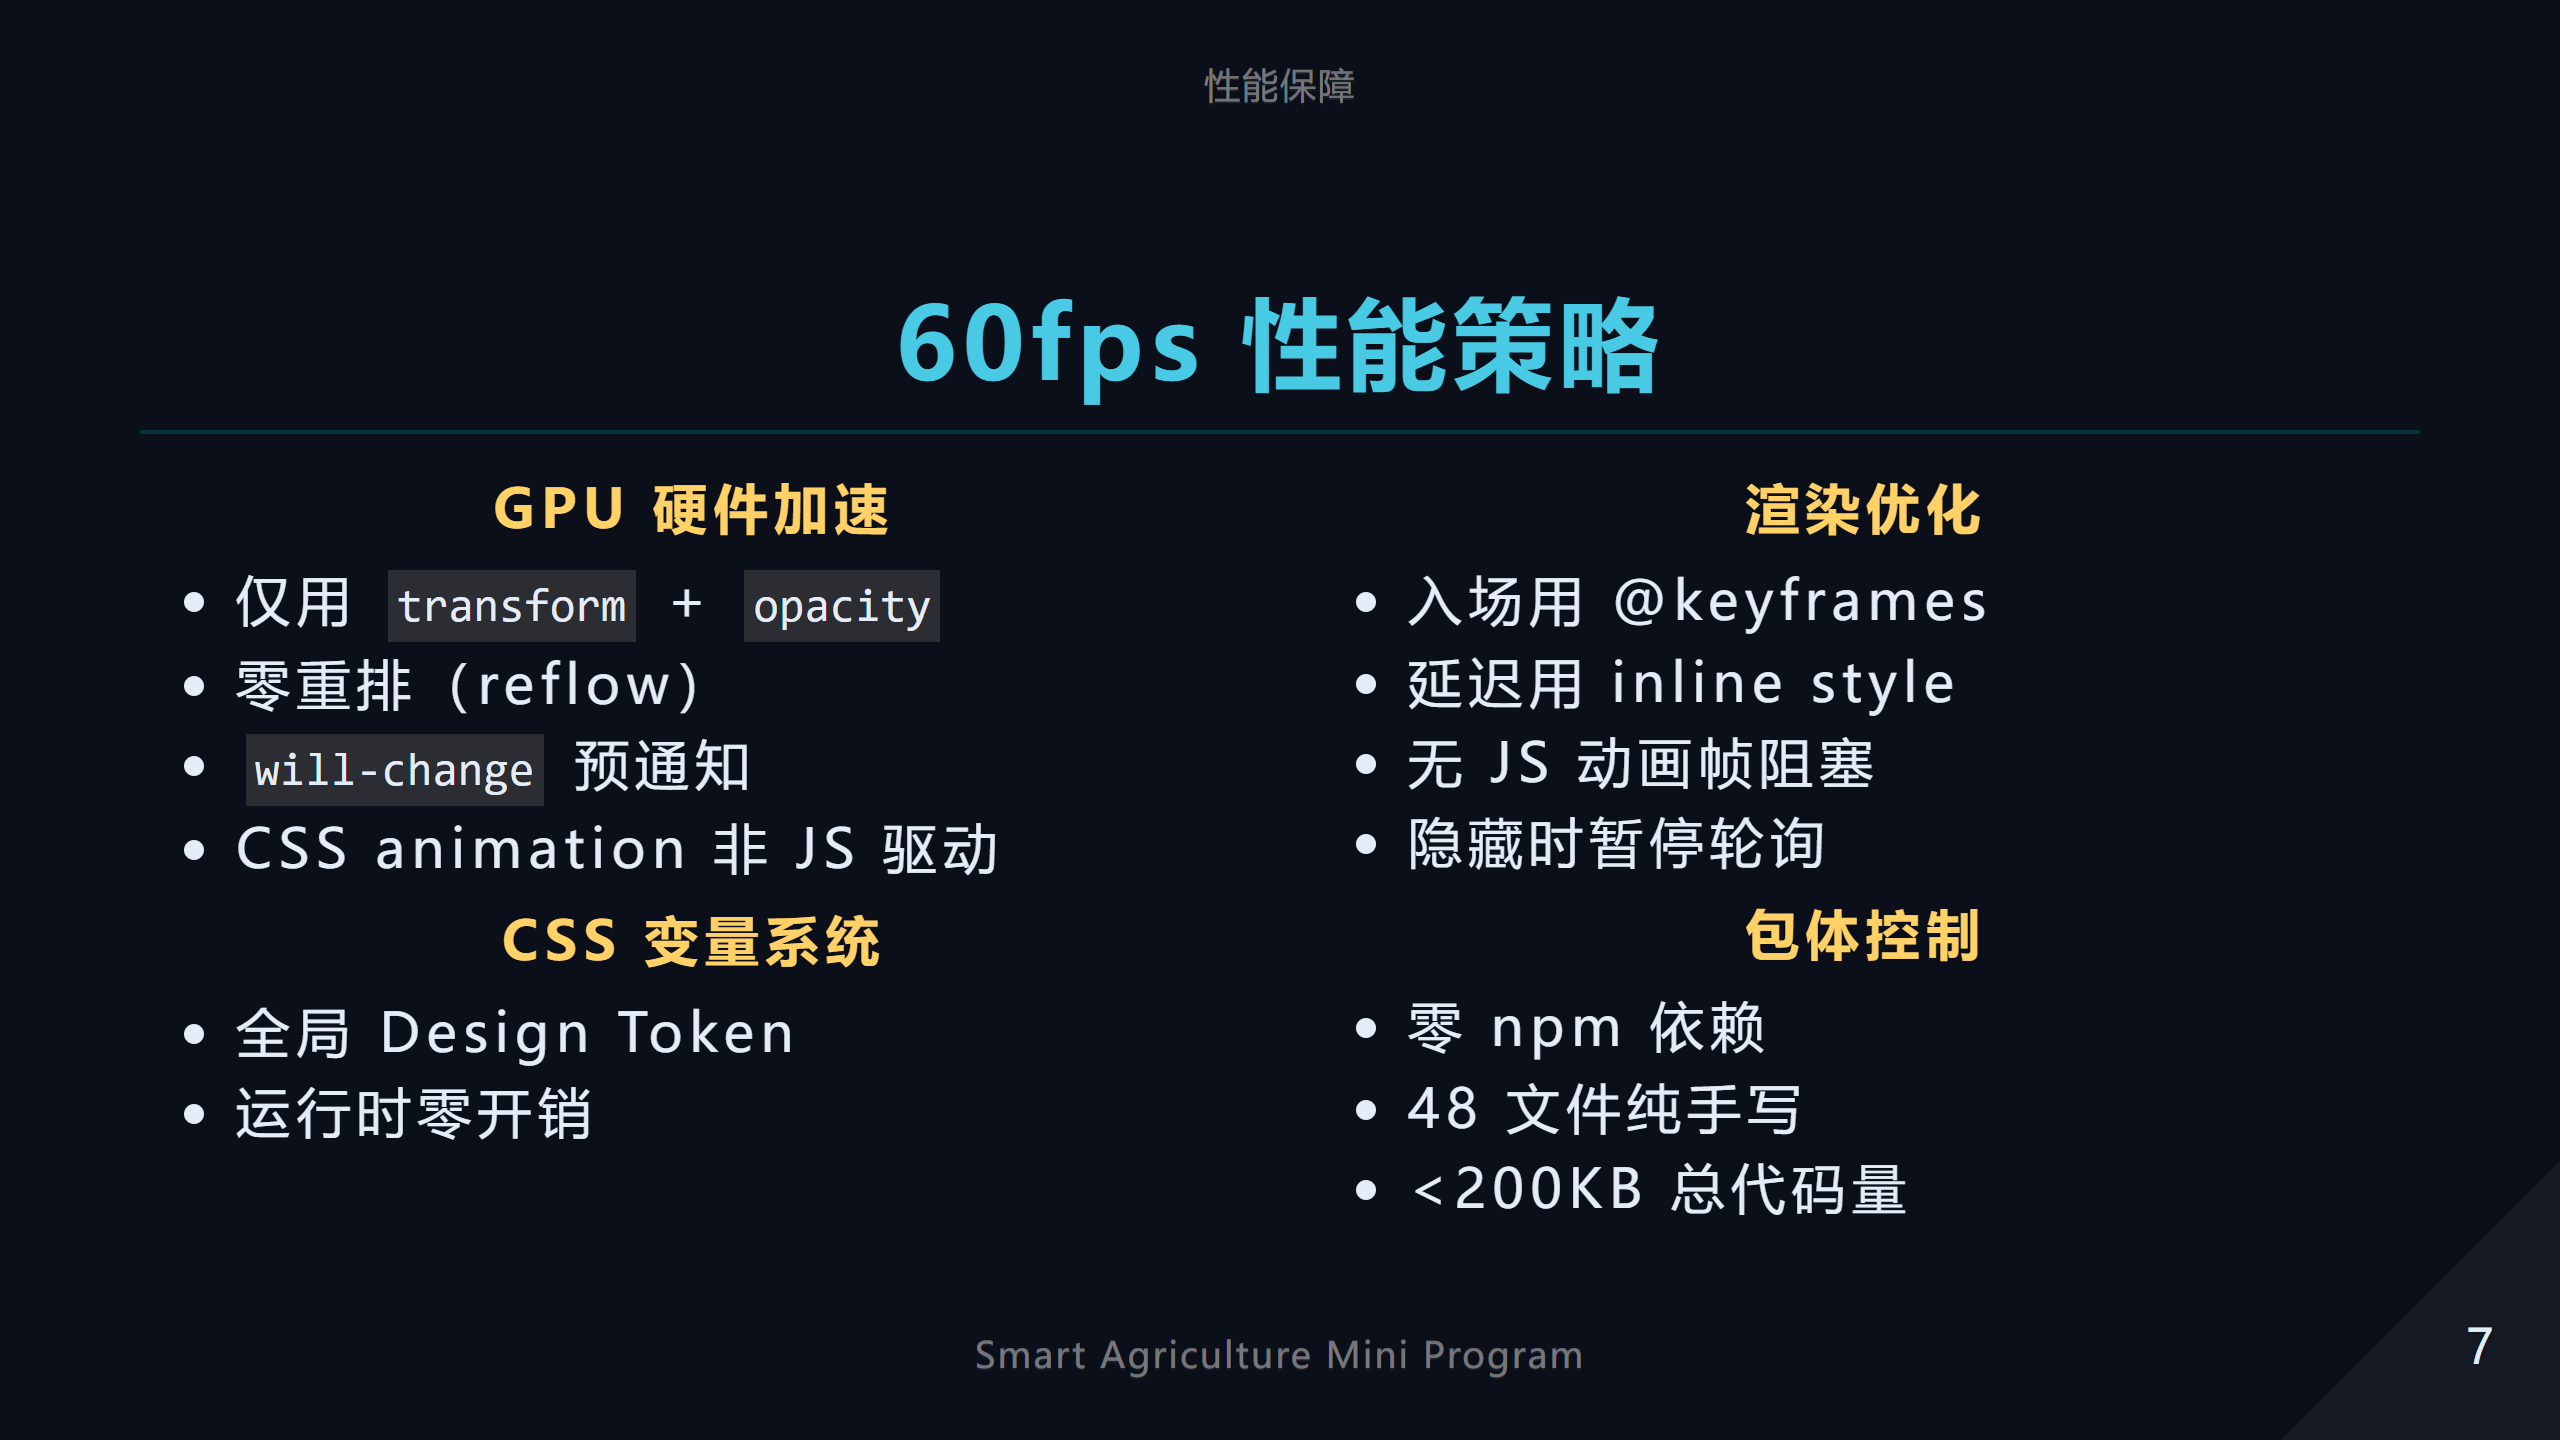 性能保障
60fps 性能策略
GPU 硬件加速
仅用 transform + opacity
零重排（reflow）
will-change 预通知
CSS animation 非 JS 驱动
CSS 变量系统
全局 Design Token
运行时零开销
渲染优化
入场用 @keyframes
延迟用 inline style
无 JS 动画帧阻塞
隐藏时暂停轮询
包体控制
零 npm 依赖
48 文件纯手写
<200KB 总代码量
Smart Agriculture Mini Program
7